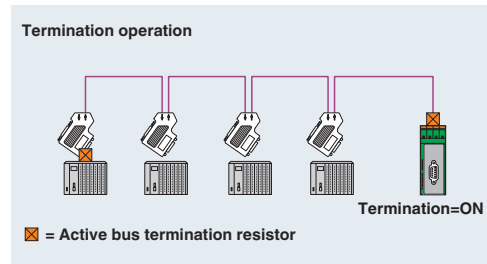 Termination operation
Termination=ON
= Active bus termination resistor